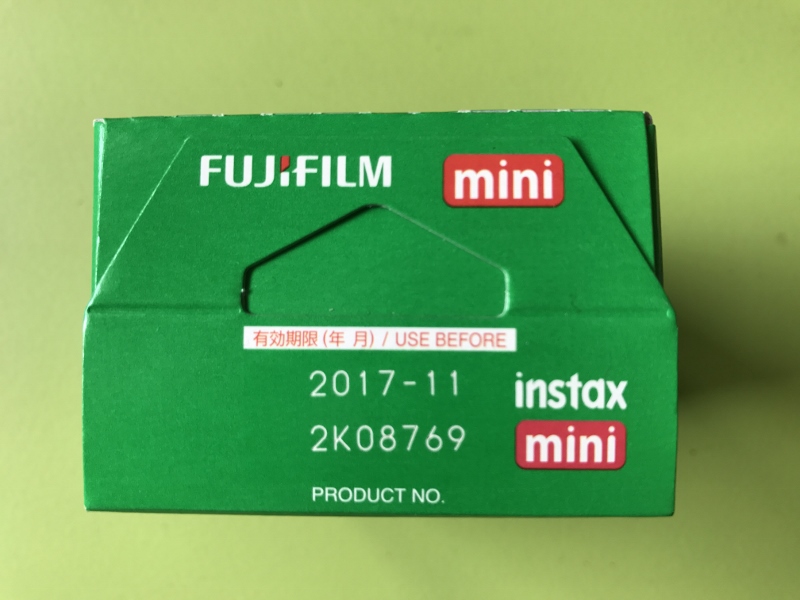 FUJIFILM mini
有効期限(年 月) / USE BEFORE
2017-11
2K08769
instax
mini
PRODUCT NO.